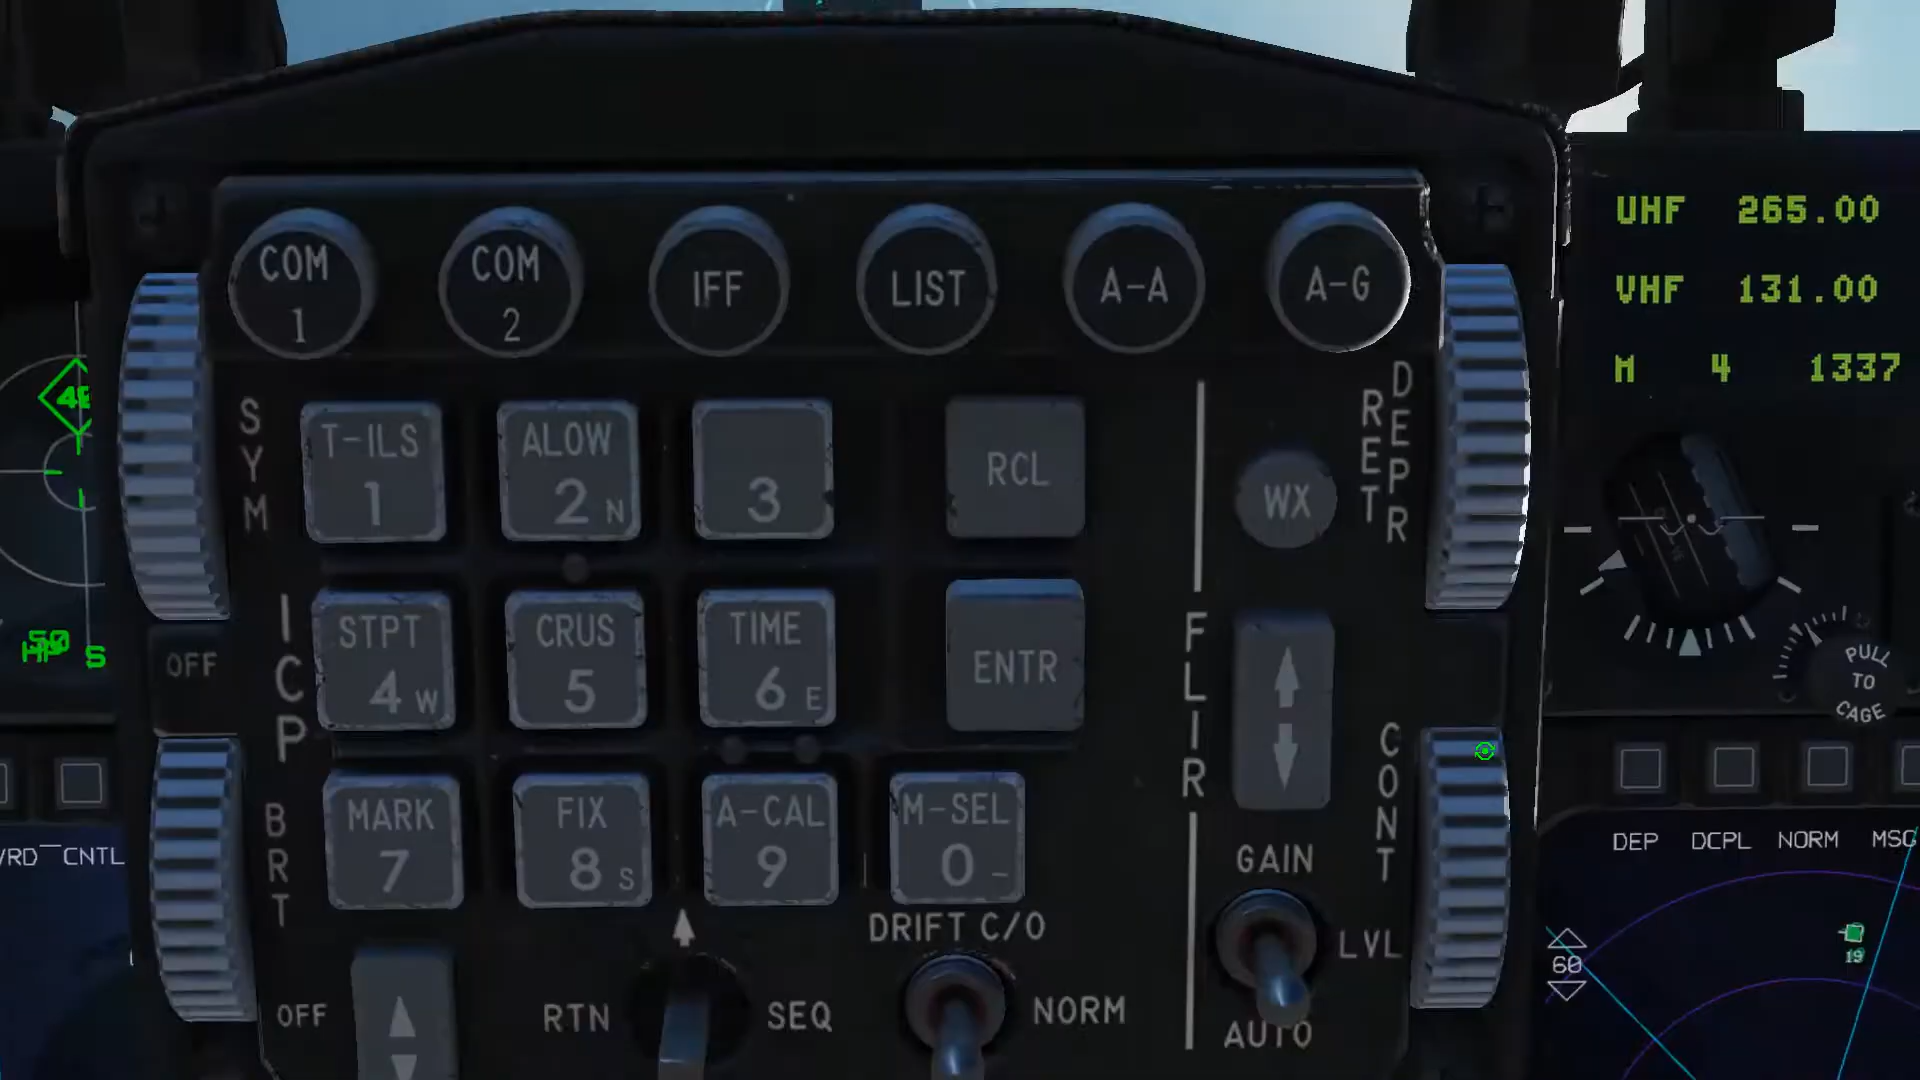 COM
1
COM
2
IFF
LIST
A-A
A-G
UHF 265.00
VHF 131.00
M 4 1337
SYM
T-ILS
1
ALOW
2 N
3
RCL
WX
RET
DEPR
ICP
STPT
4 W
CRUS
5
TIME
6 E
ENTR
FLIR
OFF
S
PULL
TO
CAGE
BRT
MARK
7
FIX
8 S
A-CAL
9
M-SEL
0 -
CONT
GAIN
LVL
AUTO
DRIFT C/O
NORM
OFF
RTN
SEQ
CNTL
DEP DCPL NORM MSG
60
19